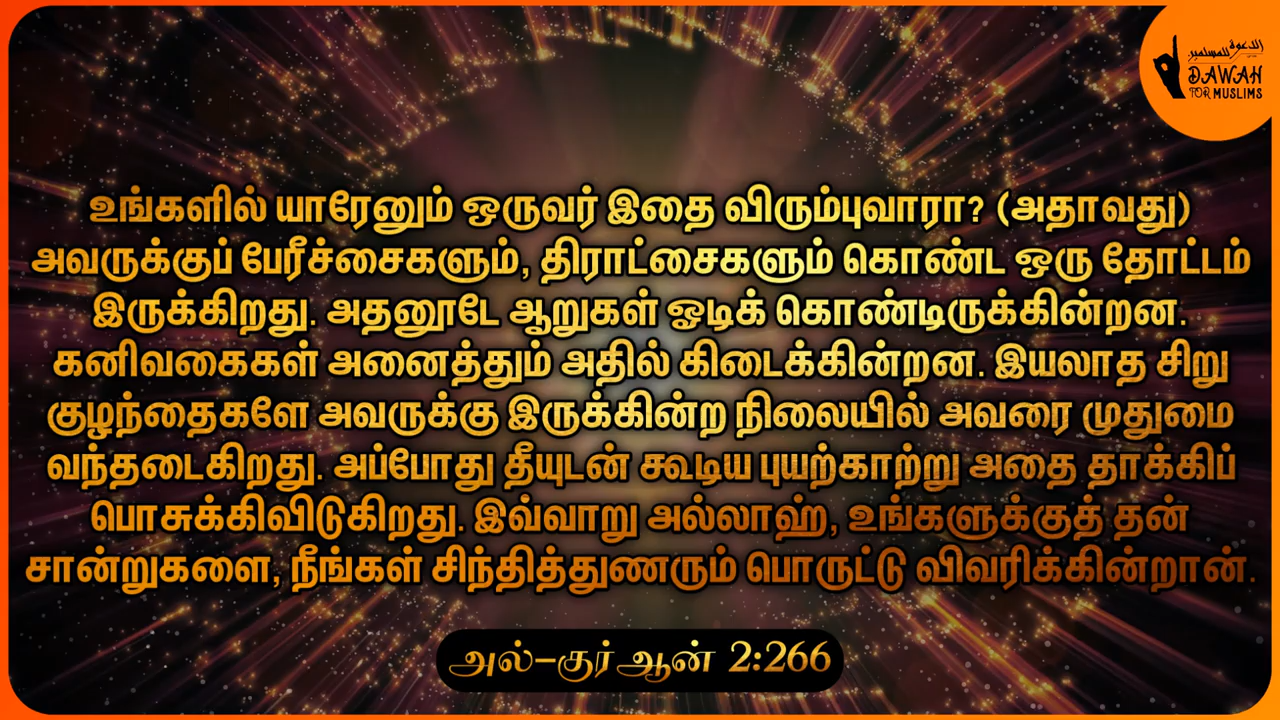 الدعوة للمسلمين
DAWAH
FOR MUSLIMS
உங்களில் யாரேனும் ஒருவர் இதை விரும்புவாரா? (அதாவது)
அவருக்குப் பேரீச்சைகளும், திராட்சைகளும் கொண்ட ஒரு தோட்டம்
இருக்கிறது. அதனூடே ஆறுகள் ஓடிக் கொண்டிருக்கின்றன.
கனிவகைகள் அனைத்தும் அதில் கிடைக்கின்றன. இயலாத சிறு
குழந்தைகளே அவருக்கு இருக்கின்ற நிலையில் அவரை முதுமை
வந்தடைகிறது. அப்போது தீயுடன் கூடிய புயற்காற்று அதை தாக்கிப்
பொசுக்கிவிடுகிறது. இவ்வாறு அல்லாஹ், உங்களுக்குத் தன்
சான்றுகளை, நீங்கள் சிந்தித்துணரும் பொருட்டு விவரிக்கின்றான்.
அல்-குர்ஆன் 2:266